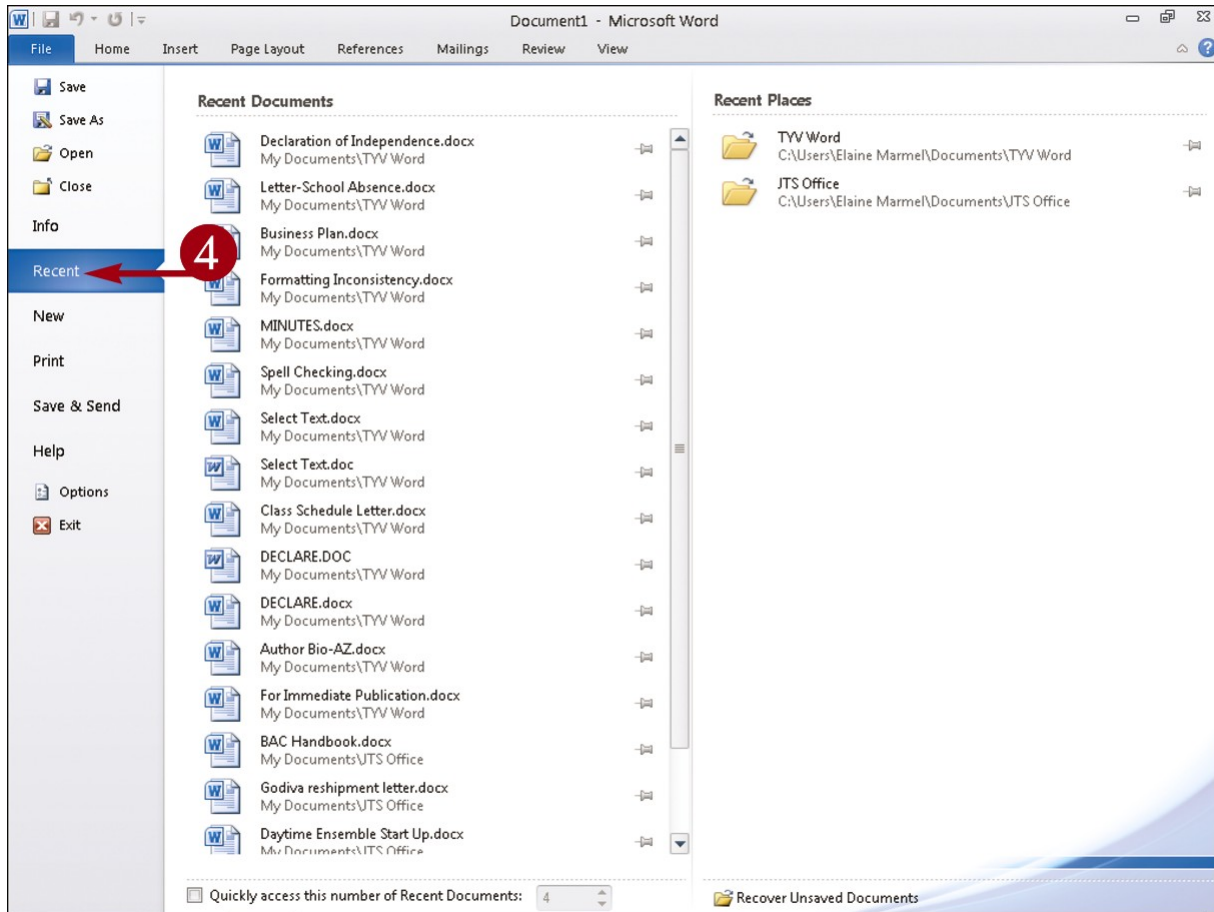 Document1 - Microsoft Word
File Home Insert Page Layout References Mailings Review View
Save
Save As
Open
Close
Info
Recent
4
New
Print
Save & Send
Help
Options
Exit
Recent Documents
Declaration of Independence.docx
My Documents\TYV Word
Letter-School Absence.docx
My Documents\TYV Word
Business Plan.docx
My Documents\TYV Word
Formatting Inconsistency.docx
My Documents\TYV Word
MINUTES.docx
My Documents\TYV Word
Spell Checking.docx
My Documents\TYV Word
Select Text.docx
My Documents\TYV Word
Select Text.doc
My Documents\TYV Word
Class Schedule Letter.docx
My Documents\TYV Word
DECLARE.DOC
My Documents\TYV Word
DECLARE.docx
My Documents\TYV Word
Author Bio-AZ.docx
My Documents\TYV Word
For Immediate Publication.docx
My Documents\TYV Word
BAC Handbook.docx
My Documents\JTS Office
Godiva reshipment letter.docx
My Documents\JTS Office
Daytime Ensemble Start Up.docx
My Documents\JTS Office
Quickly access this number of Recent Documents: 4
Recent Places
TYV Word
C:\Users\Elaine Marmel\Documents\TYV Word
JTS Office
C:\Users\Elaine Marmel\Documents\JTS Office
Recover Unsaved Documents